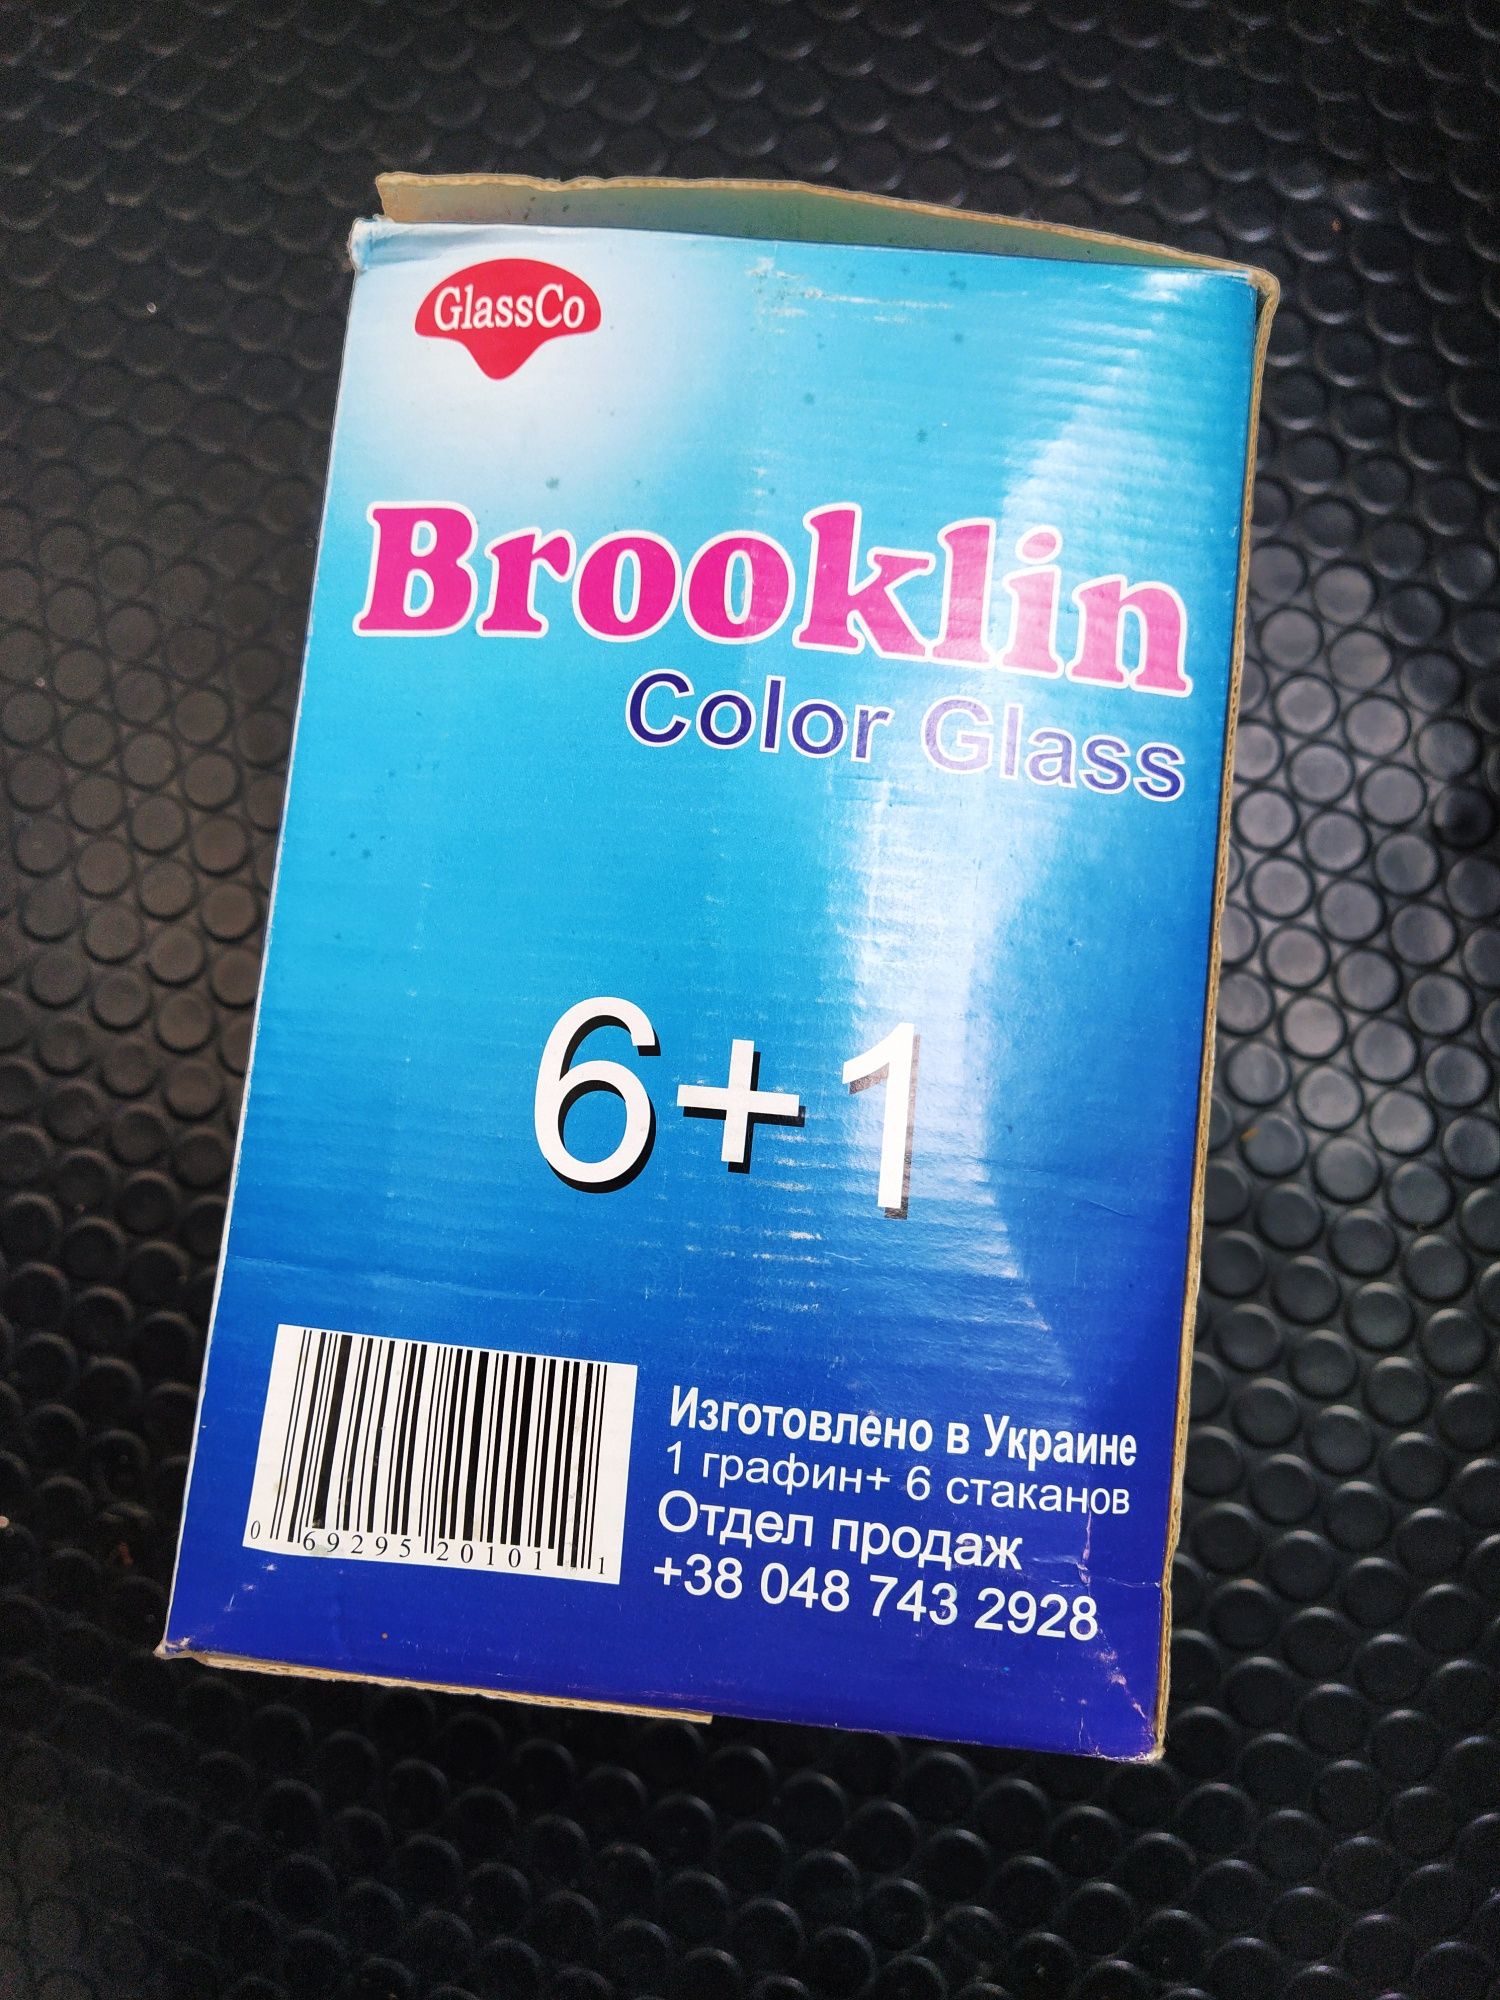 GlassCo
Brooklin
Color Glass
6+1
Изготовлено в Украине
1 графин+ 6 стаканов
Отдел продаж
+38 048 743 2928
0 69295 20101 1